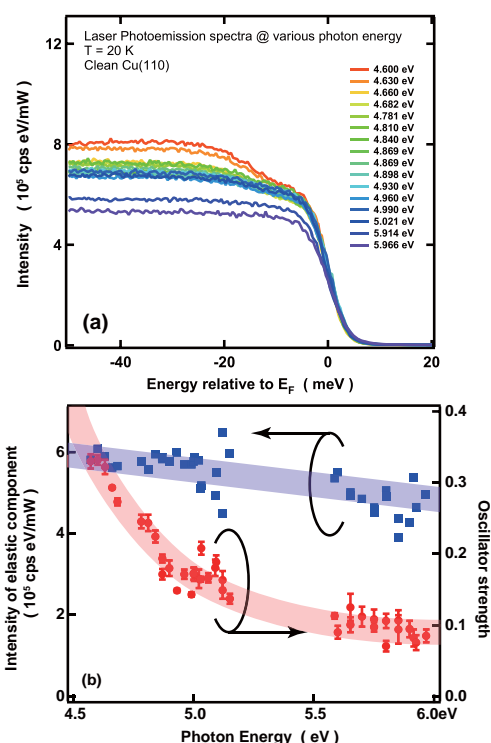 Laser Photoemission spectra @ various photon energy
T = 20 K
Clean Cu(110)
12
8
4
0
Intensity ( 10⁵ cps eV/mW)
4.600 eV
4.630 eV
4.660 eV
4.682 eV
4.781 eV
4.810 eV
4.840 eV
4.869 eV
4.869 eV
4.898 eV
4.930 eV
4.960 eV
4.990 eV
5.021 eV
5.914 eV
5.966 eV
(a)
-40 -20 0 20
Energy relative to E_F ( meV )
6
4
2
0
Intensity of elastic component
(10⁵ cps eV/mW)
0.4
0.3
0.2
0.1
0.0
Oscillator strength
(b)
4.5 5.0 5.5 6.0eV
Photon Energy ( eV )